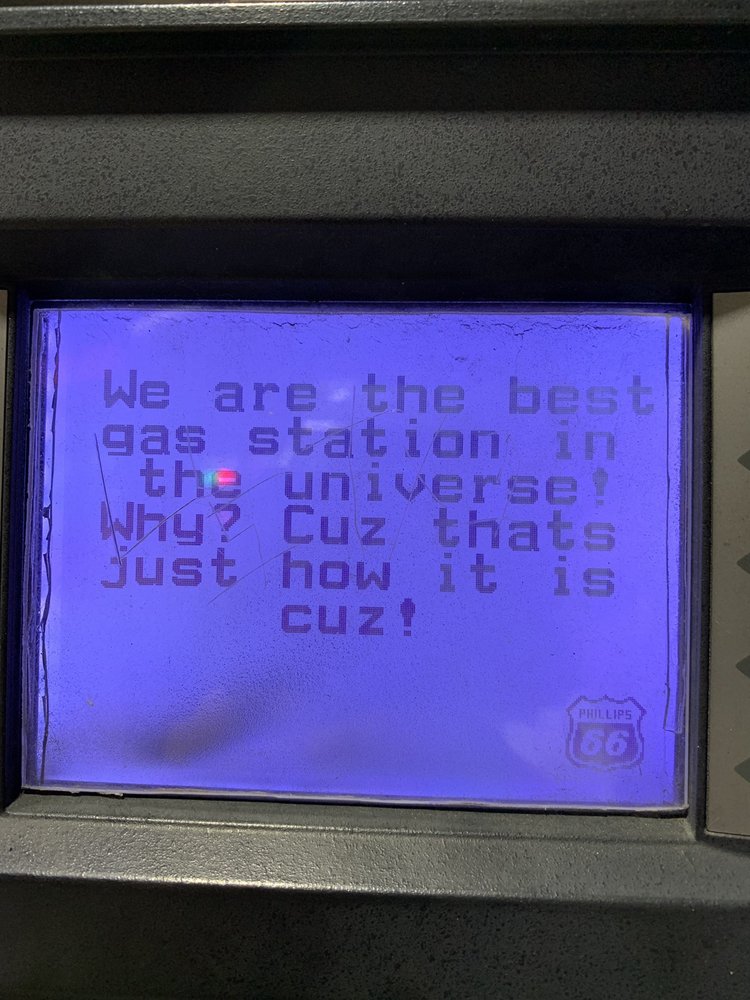 We are the best
gas station in
the universe!
Why? Cuz thats
just how it is
cuz!
PHILLIPS
66